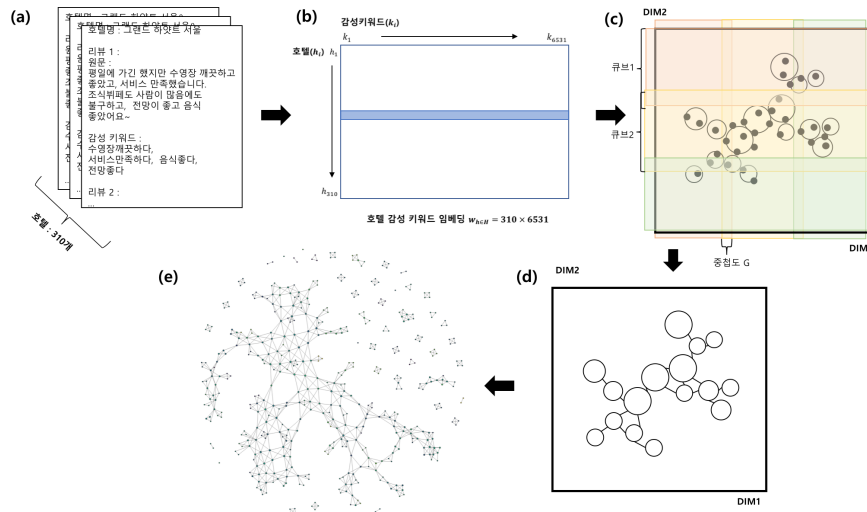 (a)
호텔명 : 그랜드 하얏트 서울
리뷰 1 :
원문 :
평일에 가긴 했지만 수영장 깨끗하고
좋았고, 서비스 만족했습니다.
조식뷔페도 사람이 많음에도
불구하고, 전망이 좋고 음식
좋았어요~
감성 키워드 :
수영장깨끗하다,
서비스만족하다, 음식좋다,
전망좋다
리뷰 2 :
...
호텔 : 310개
(b)
감성키워드(k_i)
k_1 k_6531
호텔(h_i) h_1
h_310
호텔 감성 키워드 임베딩 w_h∈H = 310 × 6531
(c)
DIM2
큐브1
큐브2
DIM
중첩도 G
(d)
DIM2
DIM1
(e)